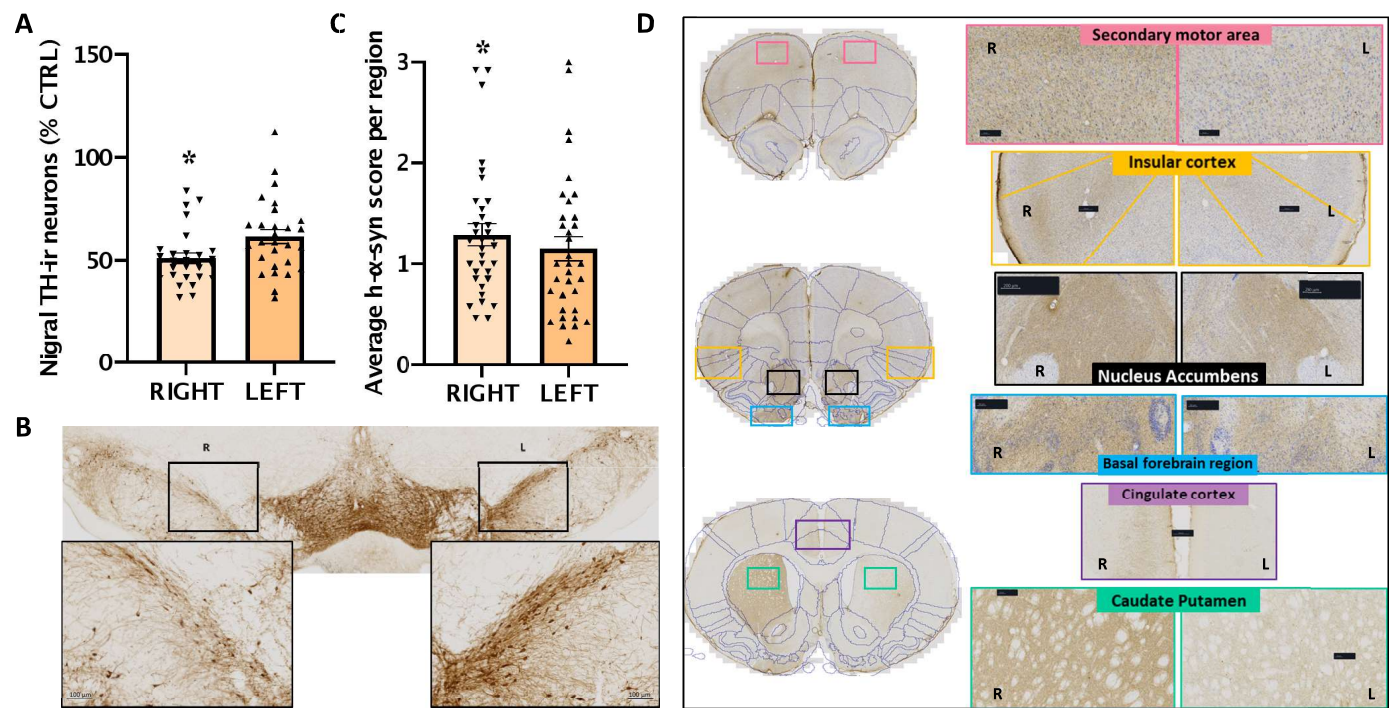 A
Nigral TH-ir neurons (% CTRL)
150
100
50
0
*
RIGHT LEFT
C
Average h-α-syn score per region
3
2
1
0
*
RIGHT LEFT
B
R L
100 µm
100 µm
D
Secondary motor area
R L
Insular cortex
R L
R L
Nucleus Accumbens
R L
Basal forebrain region
Cingulate cortex
R L
Caudate Putamen
R L